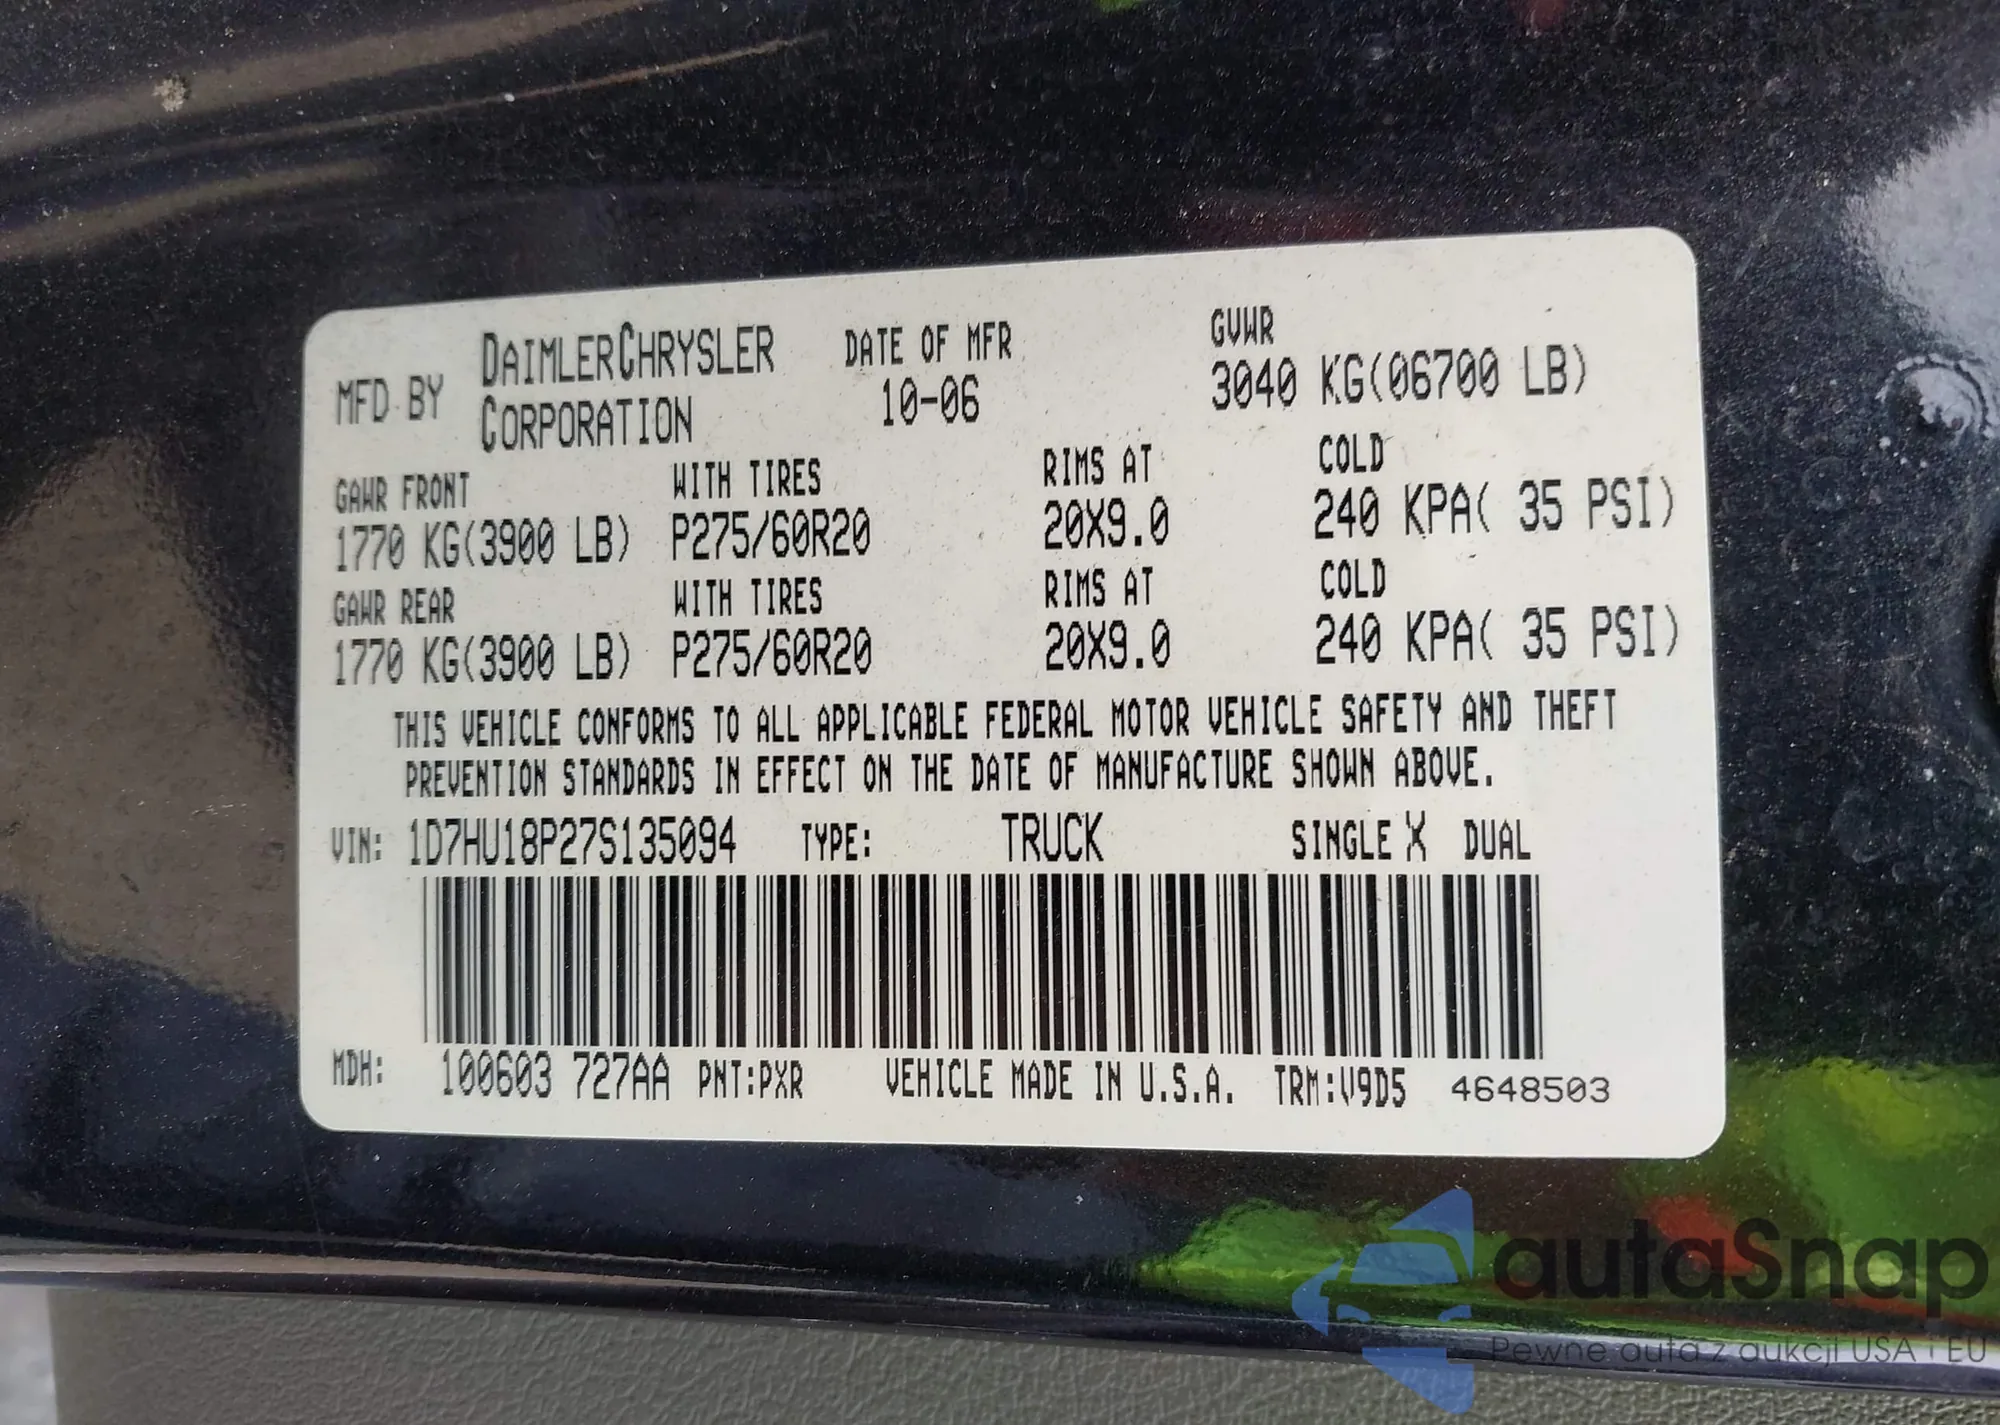 MFD BY DAIMLERCHRYSLER CORPORATION DATE OF MFR 10-06 GVWR 3040 KG(06700 LB)
GAWR FRONT WITH TIRES RIMS AT COLD
1770 KG(3900 LB) P275/60R20 20X9.0 240 KPA( 35 PSI)
GAWR REAR WITH TIRES RIMS AT COLD
1770 KG(3900 LB) P275/60R20 20X9.0 240 KPA( 35 PSI)
THIS VEHICLE CONFORMS TO ALL APPLICABLE FEDERAL MOTOR VEHICLE SAFETY AND THEFT
PREVENTION STANDARDS IN EFFECT ON THE DATE OF MANUFACTURE SHOWN ABOVE.
VIN: 1D7HU18P27S135094 TYPE: TRUCK SINGLE X DUAL
MDH: 100603 727AA PNT:PXR VEHICLE MADE IN U.S.A. TRM:V9D5 4648503
autaSnap
Pewne auta z aukcji USA i EU